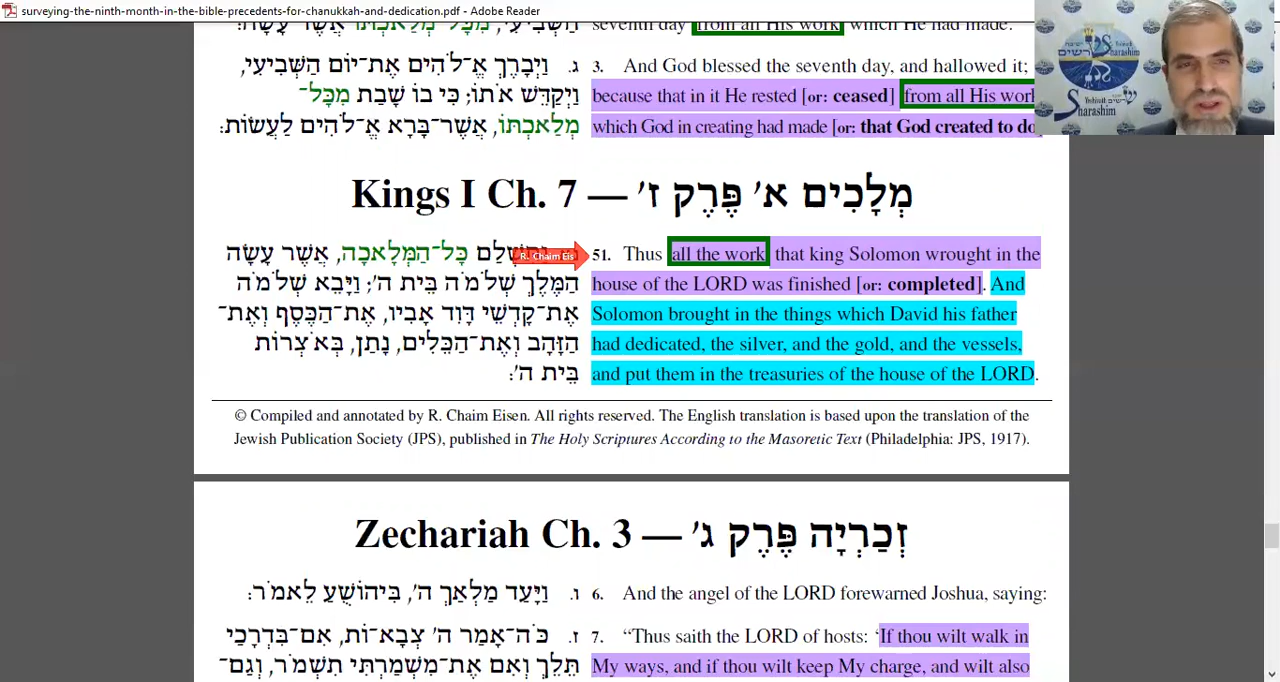 surveying-the-ninth-month-in-the-bible-precedents-for-chanukkah-and-dedication.pdf - Adobe Reader
הַשְּׁבִיעִי, מִכָּל־מְלַאכְתּוֹ אֲשֶׁר עָשָׂה:
seventh day from all His work which He had made.
ג. וַיְבָרֶךְ אֱ־לֹהִים אֶת־יוֹם הַשְּׁבִיעִי,
וַיְקַדֵּשׁ אֹתוֹ; כִּי בוֹ שָׁבַת מִכָּל־
מְלַאכְתּוֹ, אֲשֶׁר־בָּרָא אֱ־לֹהִים לַעֲשׂוֹת:
3. And God blessed the seventh day, and hallowed it;
because that in it He rested [or: ceased] from all His work
which God in creating had made [or: that God created to do
Yeshivat
Sharashim
Yeshivat שרשים
Sharashim
Kings I Ch. 7 — מְלָכִים א׳ פֶּרֶק ז׳
כָּל־הַמְּלָאכָה, אֲשֶׁר עָשָׂה
הַמֶּלֶךְ שְׁלֹמֹה בֵּית ה׳; וַיָּבֵא שְׁלֹמֹה
אֶת־קָדְשֵׁי דָּוִד אָבִיו, אֶת־הַכֶּסֶף וְאֶת־
הַזָּהָב וְאֶת־הַכֵּלִים, נָתַן, בְּאֹצְרוֹת
בֵּית ה׳:
R. Chaim Eis
51. Thus all the work that king Solomon wrought in the
house of the LORD was finished [or: completed]. And
Solomon brought in the things which David his father
had dedicated, the silver, and the gold, and the vessels,
and put them in the treasuries of the house of the LORD.
© Compiled and annotated by R. Chaim Eisen. All rights reserved. The English translation is based upon the translation of the
Jewish Publication Society (JPS), published in The Holy Scriptures According to the Masoretic Text (Philadelphia: JPS, 1917).
Zechariah Ch. 3 — זְכַרְיָה פֶּרֶק ג׳
ו. וַיָּעַד מַלְאַךְ ה׳, בִּיהוֹשֻׁעַ לֵאמֹר:
6. And the angel of the LORD forewarned Joshua, saying:
ז. כֹּה־אָמַר ה׳ צְבָא־וֹת, אִם־בִּדְרָכַי
תֵּלֵךְ וְאִם אֶת־מִשְׁמַרְתִּי תִשְׁמֹר, וְגַם־
7. “Thus saith the LORD of hosts: ‘If thou wilt walk in
My ways, and if thou wilt keep My charge, and wilt also